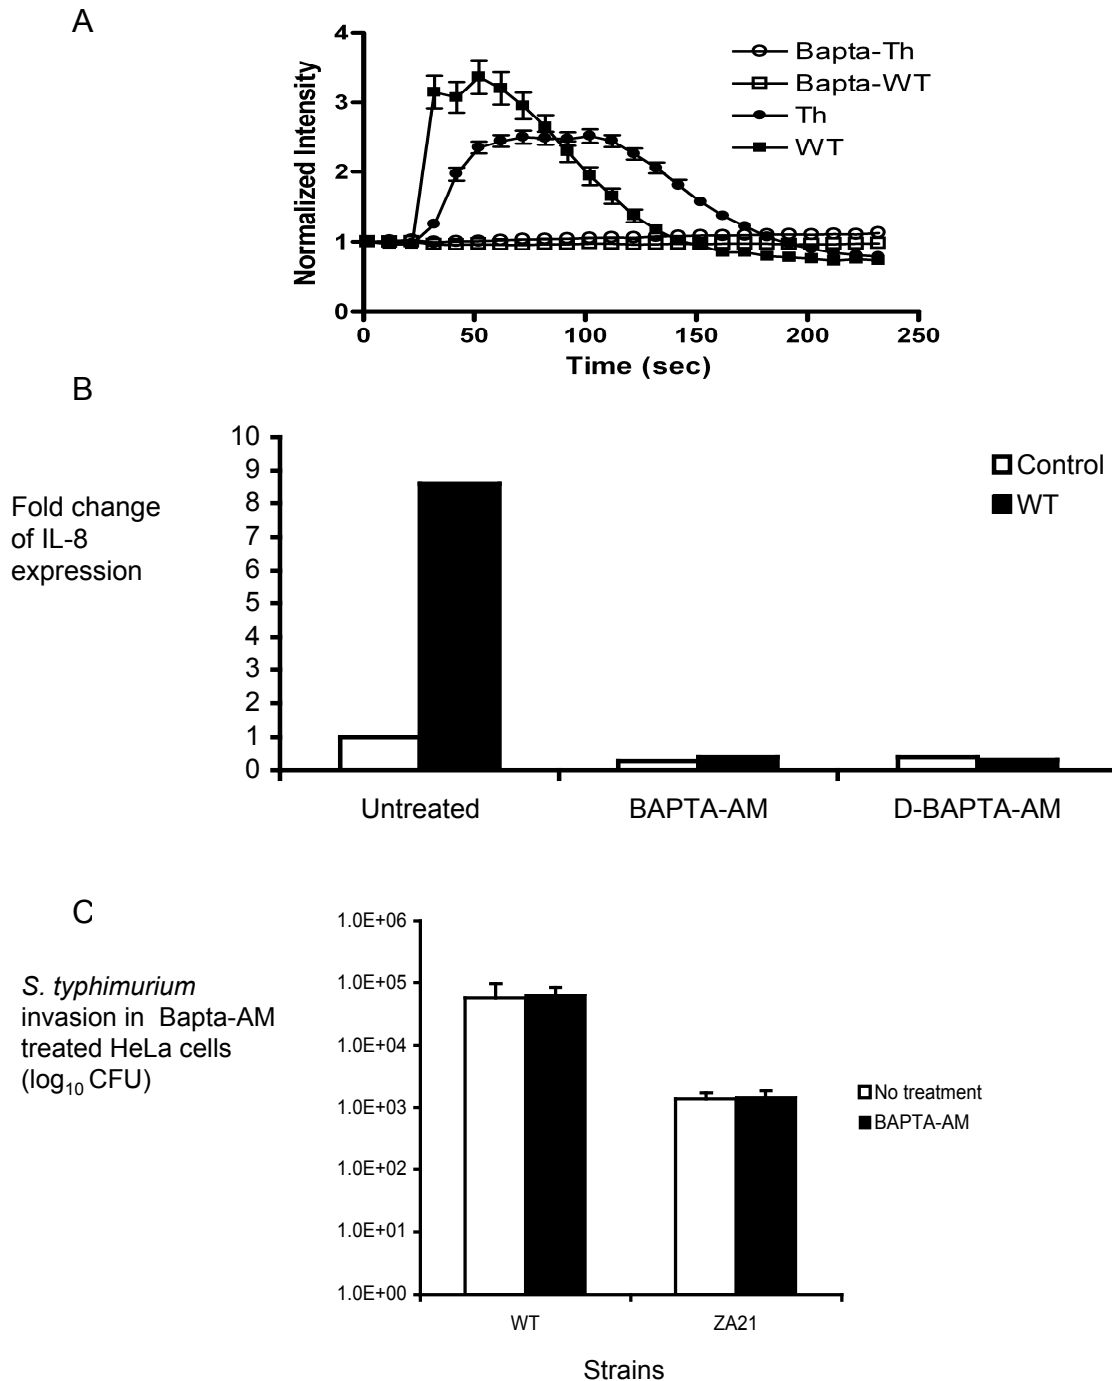 A
4
3
2
1
0
Normalized Intensity
0 50 100 150 200 250
Time (sec)
Bapta-Th
Bapta-WT
Th
WT
B
Fold change
of IL-8
expression
10
9
8
7
6
5
4
3
2
1
0
Untreated BAPTA-AM D-BAPTA-AM
Control
WT
C
S. typhimurium
invasion in Bapta-AM
treated HeLa cells
(log10 CFU)
1.0E+06
1.0E+05
1.0E+04
1.0E+03
1.0E+02
1.0E+01
1.0E+00
WT ZA21
Strains
No treatment
BAPTA-AM